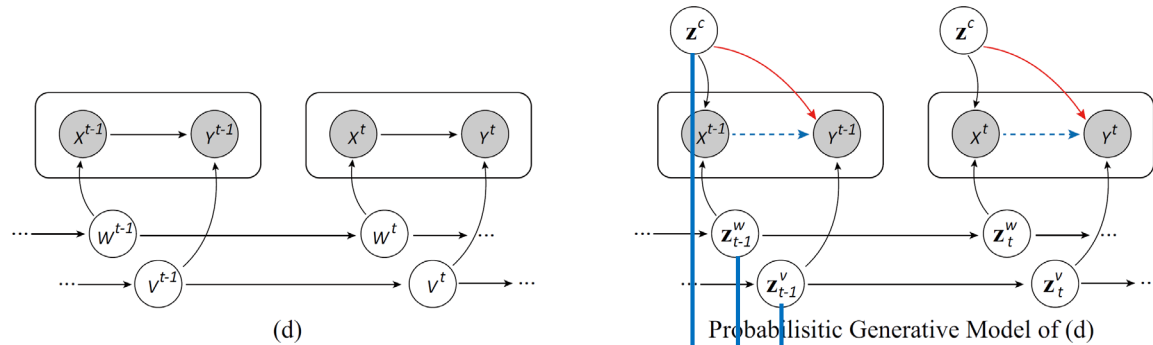 z^c z^c
X^{t-1} Y^{t-1} X^t Y^t X^{t-1} Y^{t-1} X^t Y^t
... W^{t-1} W^t ... ... z^w_{t-1} z^w_t ...
... V^{t-1} V^t ... ... z^v_{t-1} z^v_t ...
(d) Probabilisitic Generative Model of (d)